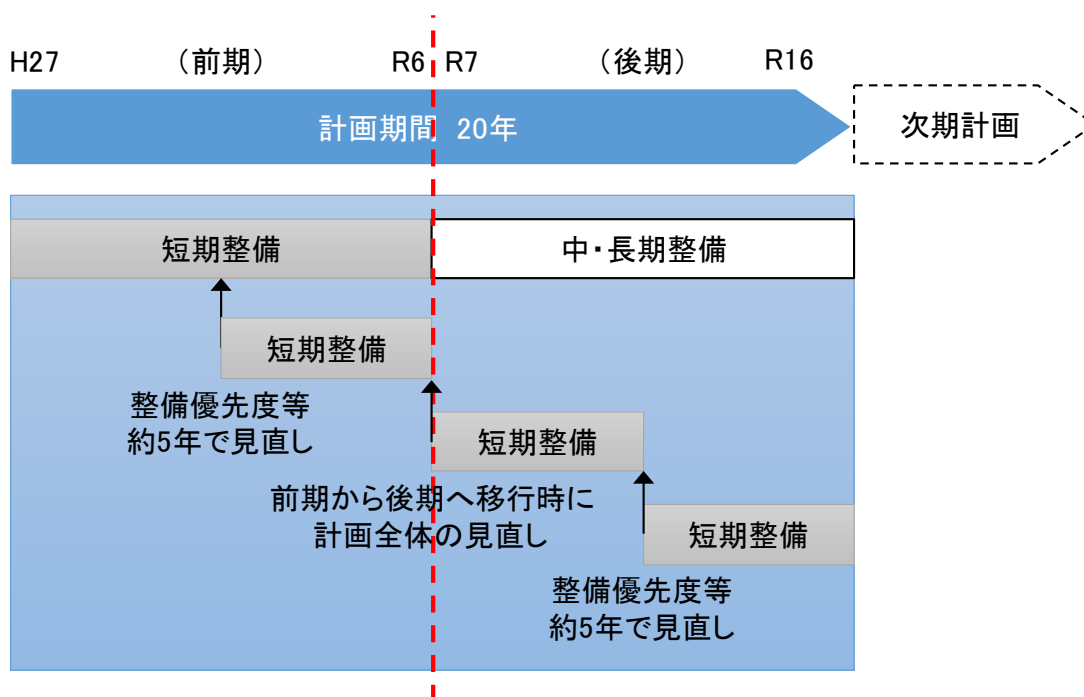 H27 （前期） R6 R7 （後期） R16
計画期間 20年
次期計画
短期整備
中・長期整備
短期整備
整備優先度等
約5年で見直し
短期整備
前期から後期へ移行時に
計画全体の見直し
短期整備
整備優先度等
約5年で見直し